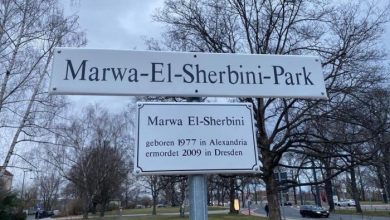 Marwa-El-Sherbini-Park
Marwa El-Sherbini
geboren 1977 in Alexandria
ermordet 2009 in Dresden